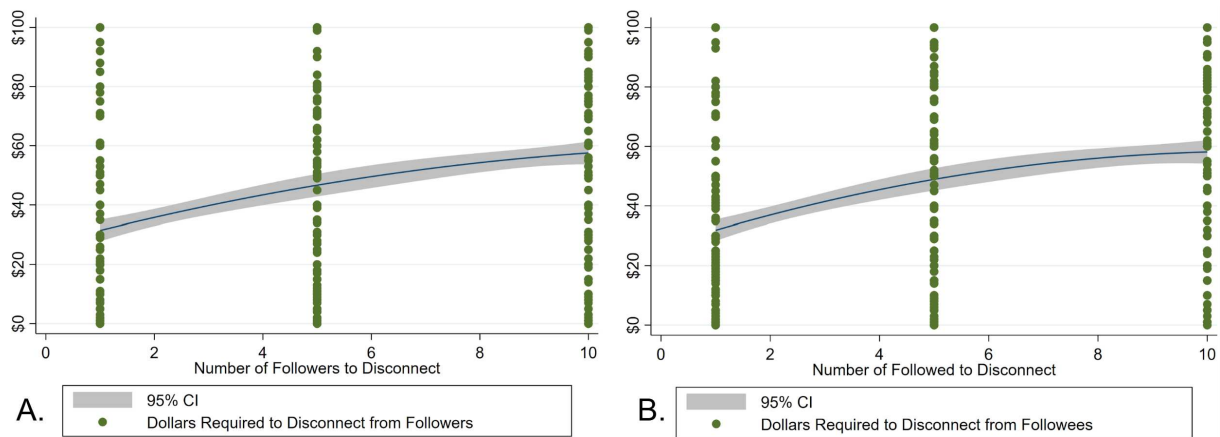 $100
$80
$60
$40
$20
$0
0 2 4 6 8 10
Number of Followers to Disconnect
A.
95% CI
Dollars Required to Disconnect from Followers
$100
$80
$60
$40
$20
$0
0 2 4 6 8 10
Number of Followed to Disconnect
B.
95% CI
Dollars Required to Disconnect from Followees